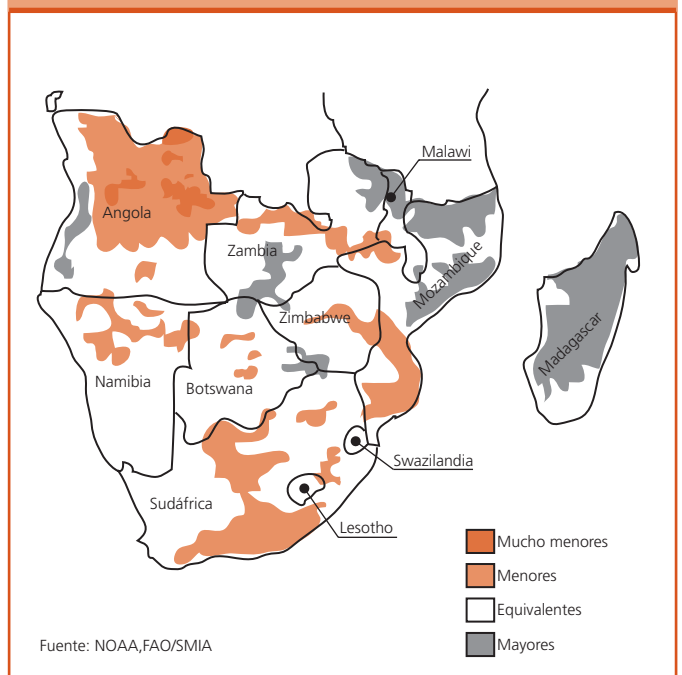 Malawi
Angola
Zambia
Mozambique
Zimbabwe
Madagascar
Namibia
Botswana
Swazilandia
Sudáfrica
Lesotho
Mucho menores
Menores
Equivalentes
Mayores
Fuente: NOAA,FAO/SMIA